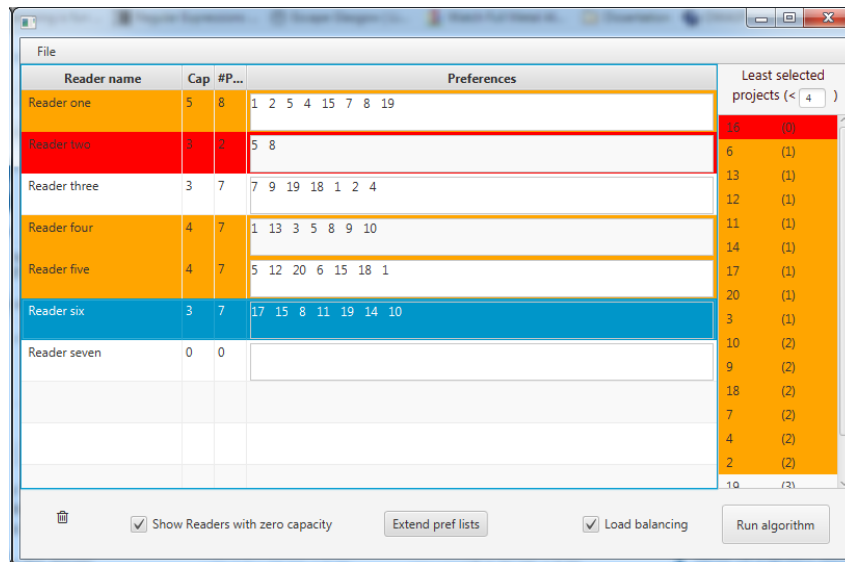 File
Reader name Cap #P... Preferences
Least selected
projects (< 4 )
Reader one 5 8 1 2 5 4 15 7 8 19
Reader two 3 2 5 8
Reader three 3 7 7 9 19 18 1 2 4
Reader four 4 7 1 13 3 5 8 9 10
Reader five 4 7 5 12 20 6 15 18 1
Reader six 3 7 17 15 8 11 19 14 10
Reader seven 0 0
16 (0)
6 (1)
13 (1)
12 (1)
11 (1)
14 (1)
17 (1)
20 (1)
3 (1)
10 (2)
9 (2)
18 (2)
7 (2)
4 (2)
2 (2)
19 (3)
Show Readers with zero capacity
Extend pref lists
Load balancing
Run algorithm